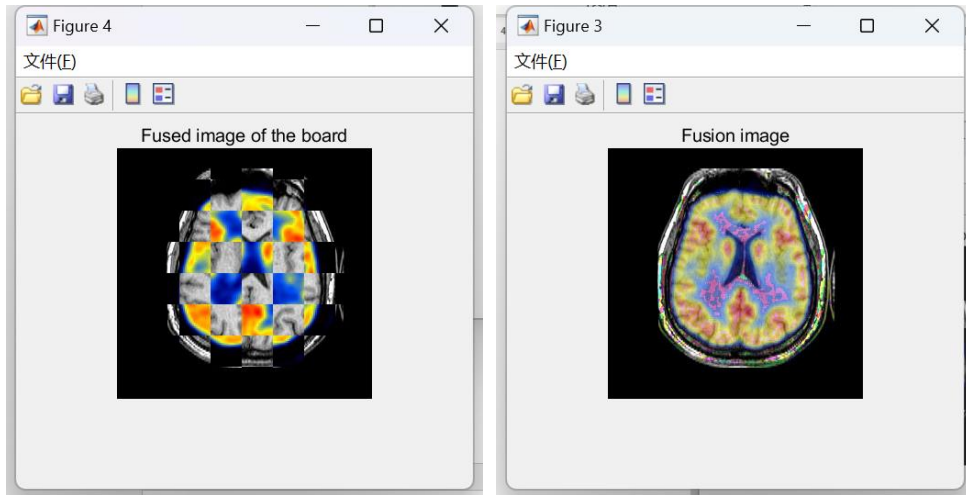 Figure 4
文件(F)
Fused image of the board
Figure 3
文件(F)
Fusion image